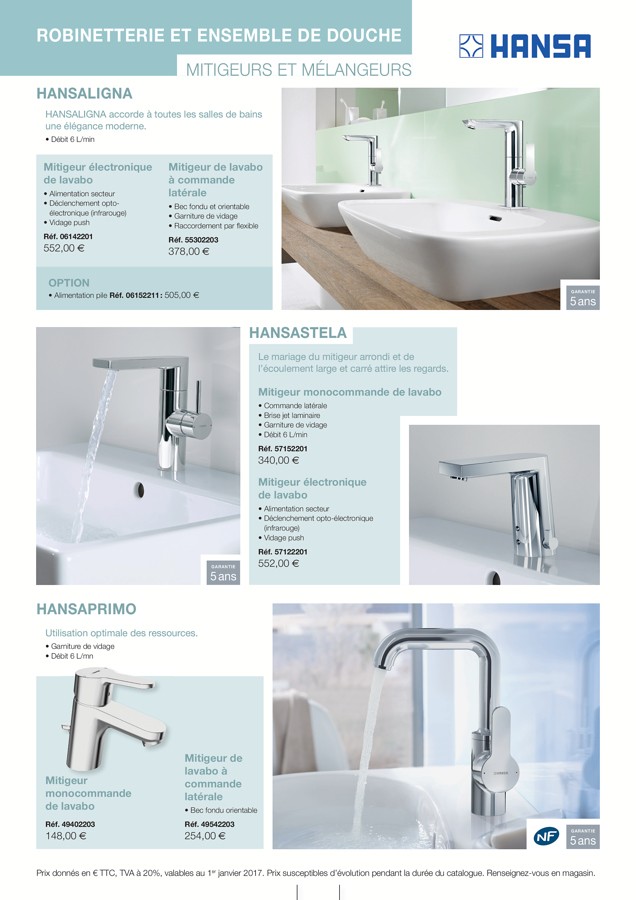 ROBINETTERIE ET ENSEMBLE DE DOUCHE
HANSA
MITIGEURS ET MÉLANGEURS
HANSALIGNA
HANSALIGNA accorde à toutes les salles de bains
une élégance moderne.
• Débit 6 L/min
Mitigeur électronique
de lavabo
• Alimentation secteur
• Déclenchement opto-
électronique (infrarouge)
• Vidage push
Réf. 06142201
552,00 €
Mitigeur de lavabo
à commande
latérale
• Bec fondu et orientable
• Garniture de vidage
• Raccordement par flexible
Réf. 55302203
378,00 €
OPTION
• Alimentation pile Réf. 06152211 : 505,00 €
GARANTIE
5 ans
HANSASTELA
Le mariage du mitigeur arrondi et de
l'écoulement large et carré attire les regards.
Mitigeur monocommande de lavabo
• Commande latérale
• Brise jet laminaire
• Garniture de vidage
• Débit 6 L/min
Réf. 57152201
340,00 €
Mitigeur électronique
de lavabo
• Alimentation secteur
• Déclenchement opto-électronique
(infrarouge)
• Vidage push
Réf. 57122201
552,00 €
GARANTIE
5 ans
HANSAPRIMO
Utilisation optimale des ressources.
• Garniture de vidage
• Débit 6 L/mn
Mitigeur
monocommande
de lavabo
Réf. 49402203
148,00 €
Mitigeur de
lavabo à
commande
latérale
• Bec fondu orientable
Réf. 49542203
254,00 €
NF
GARANTIE
5 ans
Prix donnés en € TTC, TVA à 20%, valables au 1er janvier 2017. Prix susceptibles d'évolution pendant la durée du catalogue. Renseignez-vous en magasin.